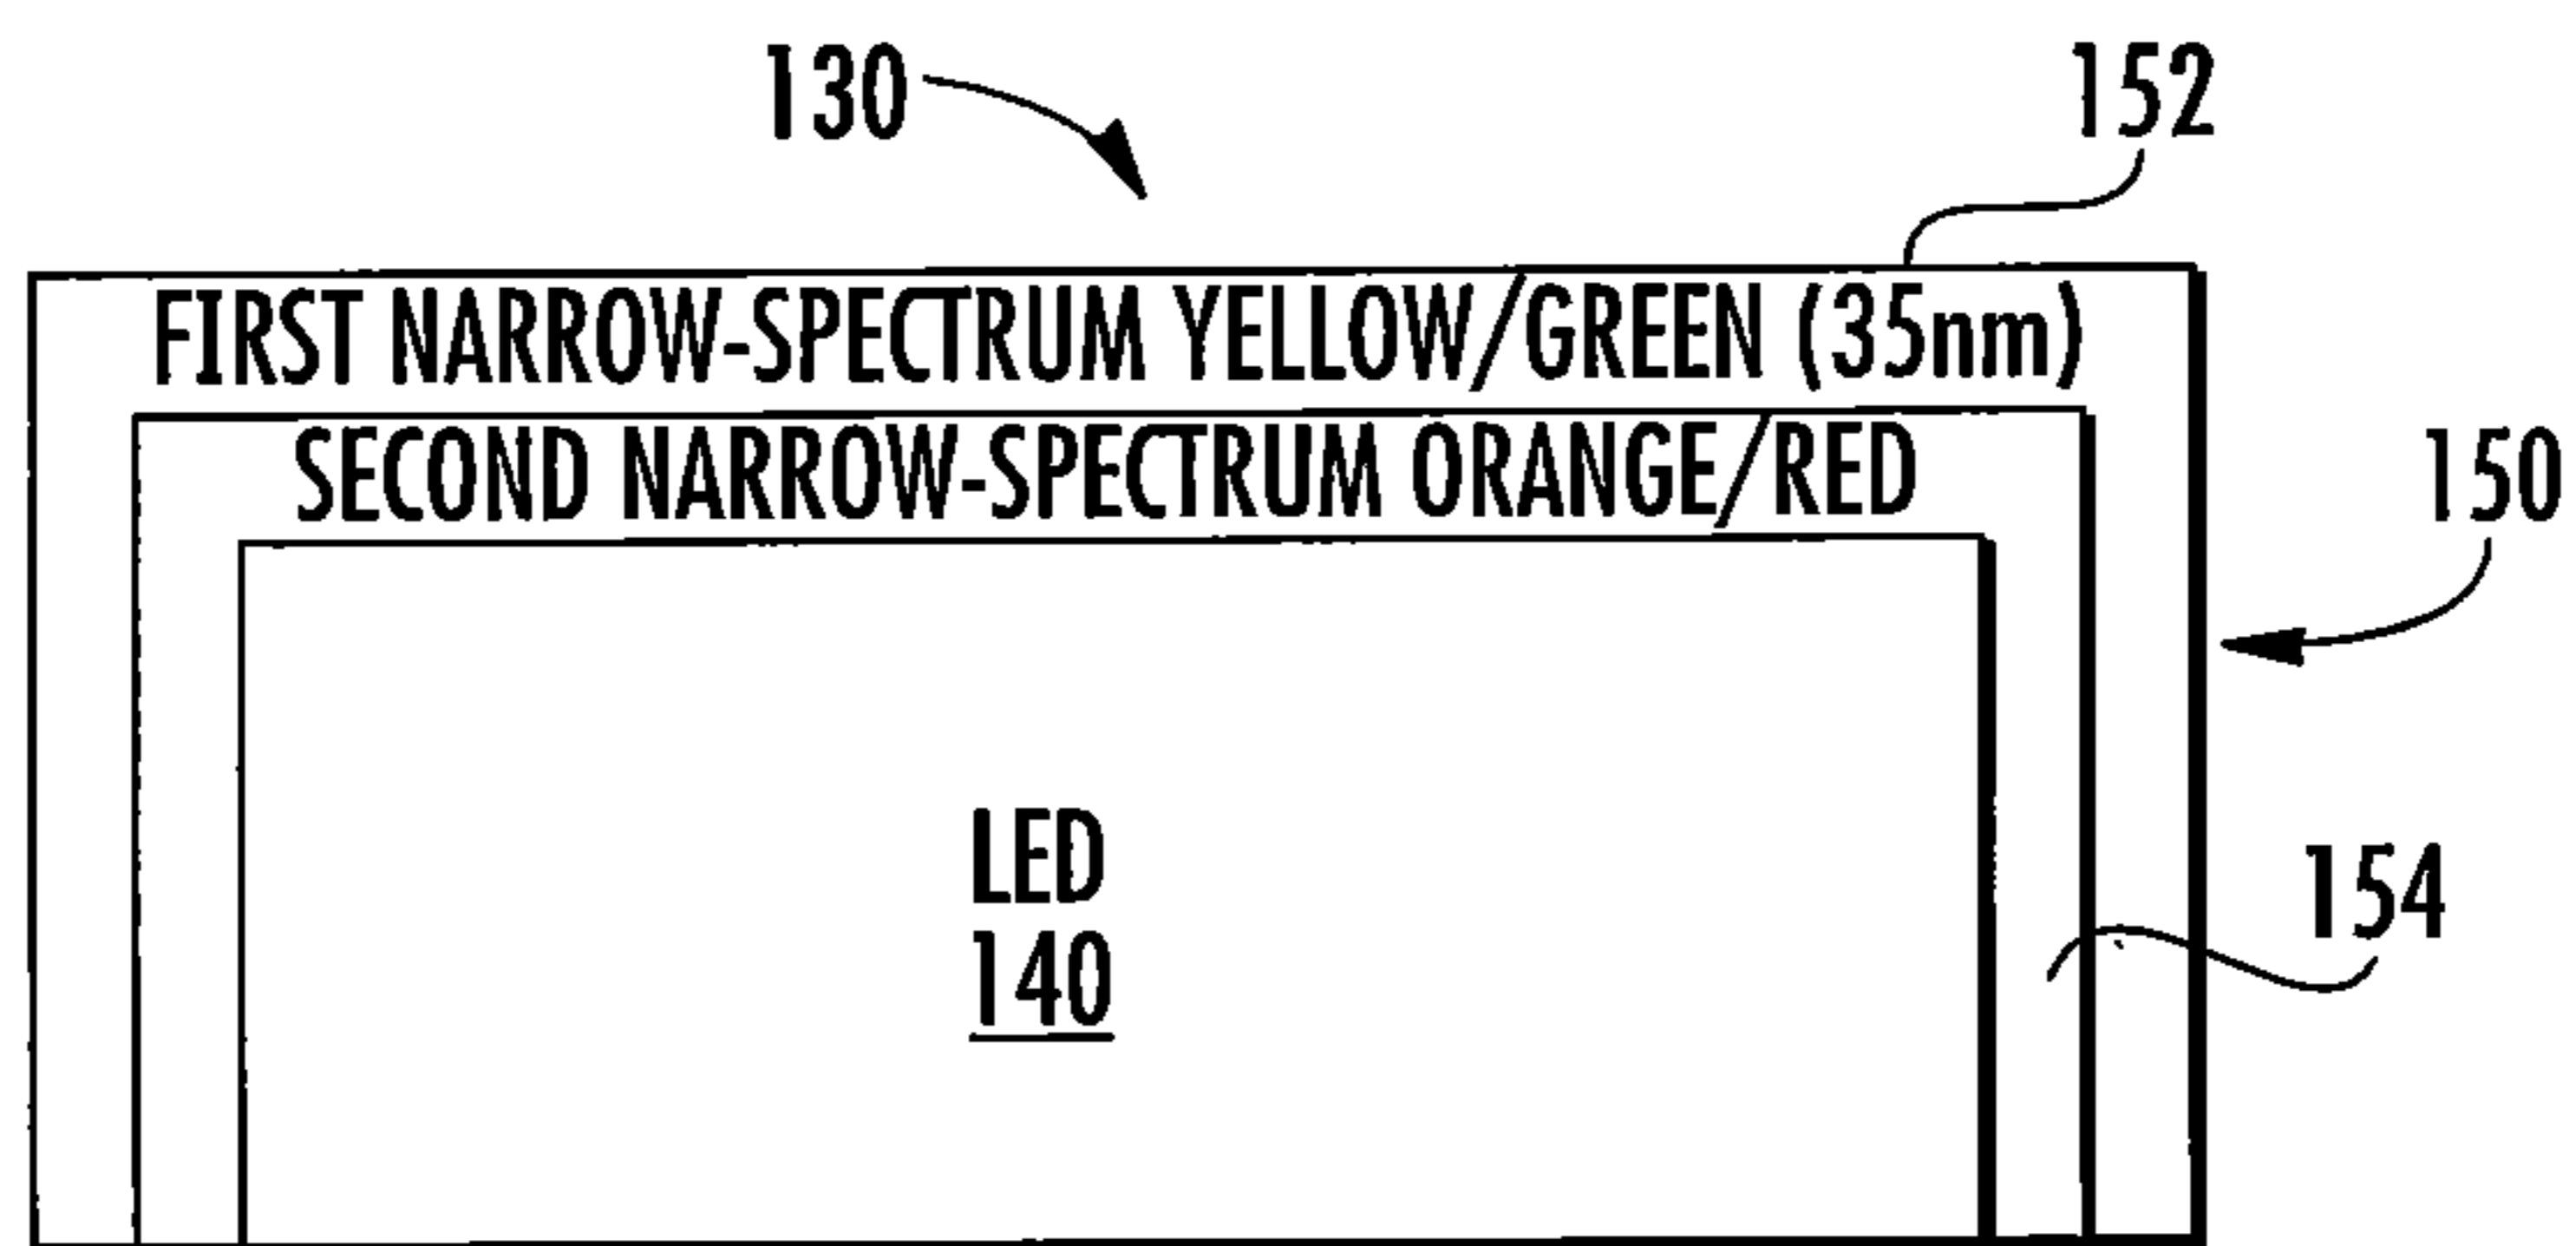 130
152
FIRST NARROW-SPECTRUM YELLOW/GREEN (35nm)
SECOND NARROW-SPECTRUM ORANGE/RED
150
LED
140
154